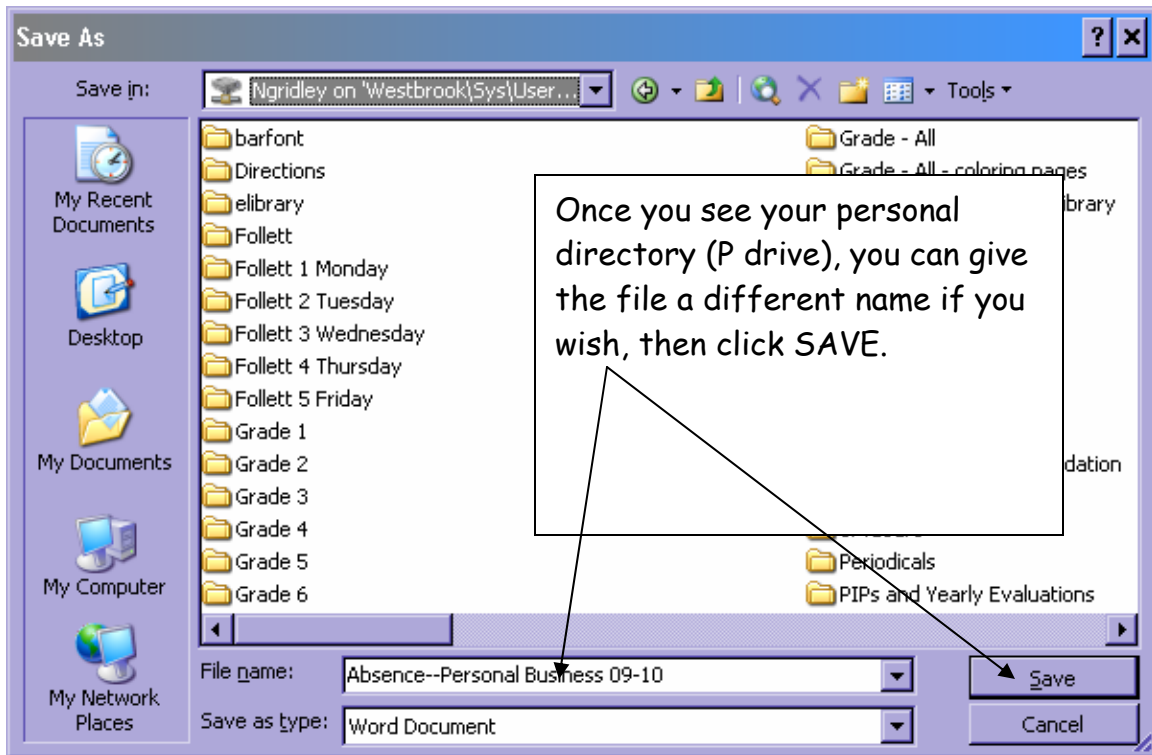 Save As
Save in:
Ngridley on 'Westbrook\Sys\User...
Tools
My Recent
Documents
Desktop
My Documents
My Computer
My Network
Places
barfont
Directions
elibrary
Follett
Follett 1 Monday
Follett 2 Tuesday
Follett 3 Wednesday
Follett 4 Thursday
Follett 5 Friday
Grade 1
Grade 2
Grade 3
Grade 4
Grade 5
Grade 6
Grade - All
Grade - All - coloring pages
ibrary
dation
Periodicals
PIPs and Yearly Evaluations
Once you see your personal
directory (P drive), you can give
the file a different name if you
wish, then click SAVE.
File name:
Absence--Personal Business 09-10
Save
Save as type:
Word Document
Cancel